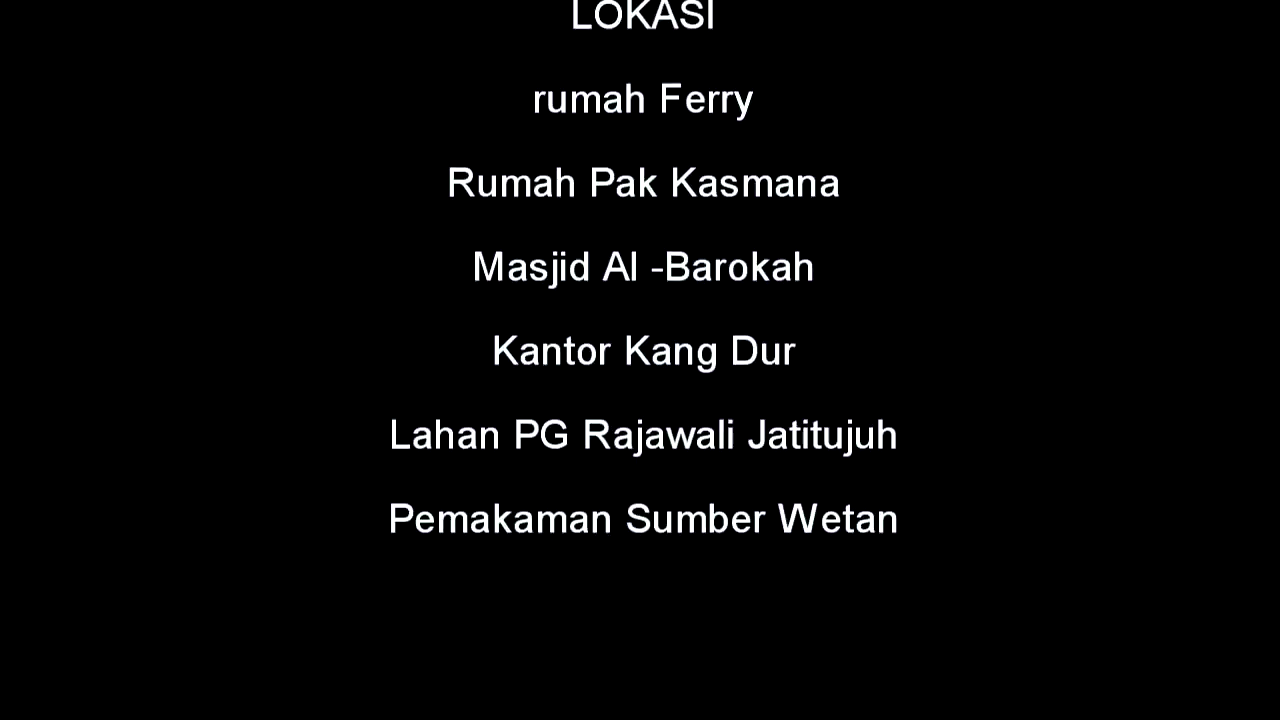 LOKASI
rumah Ferry
Rumah Pak Kasmana
Masjid Al -Barokah
Kantor Kang Dur
Lahan PG Rajawali Jatitujuh
Pemakaman Sumber Wetan